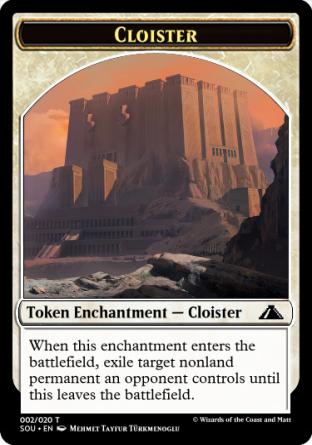 CLOISTER
Token Enchantment — Cloister
When this enchantment enters the
battlefield, exile target nonland
permanent an opponent controls until
this leaves the battlefield.
002/020 T
SOU • EN MEHMET TAYFUR TÜRKMENOGLU
© Wizards of the Coast and Matt